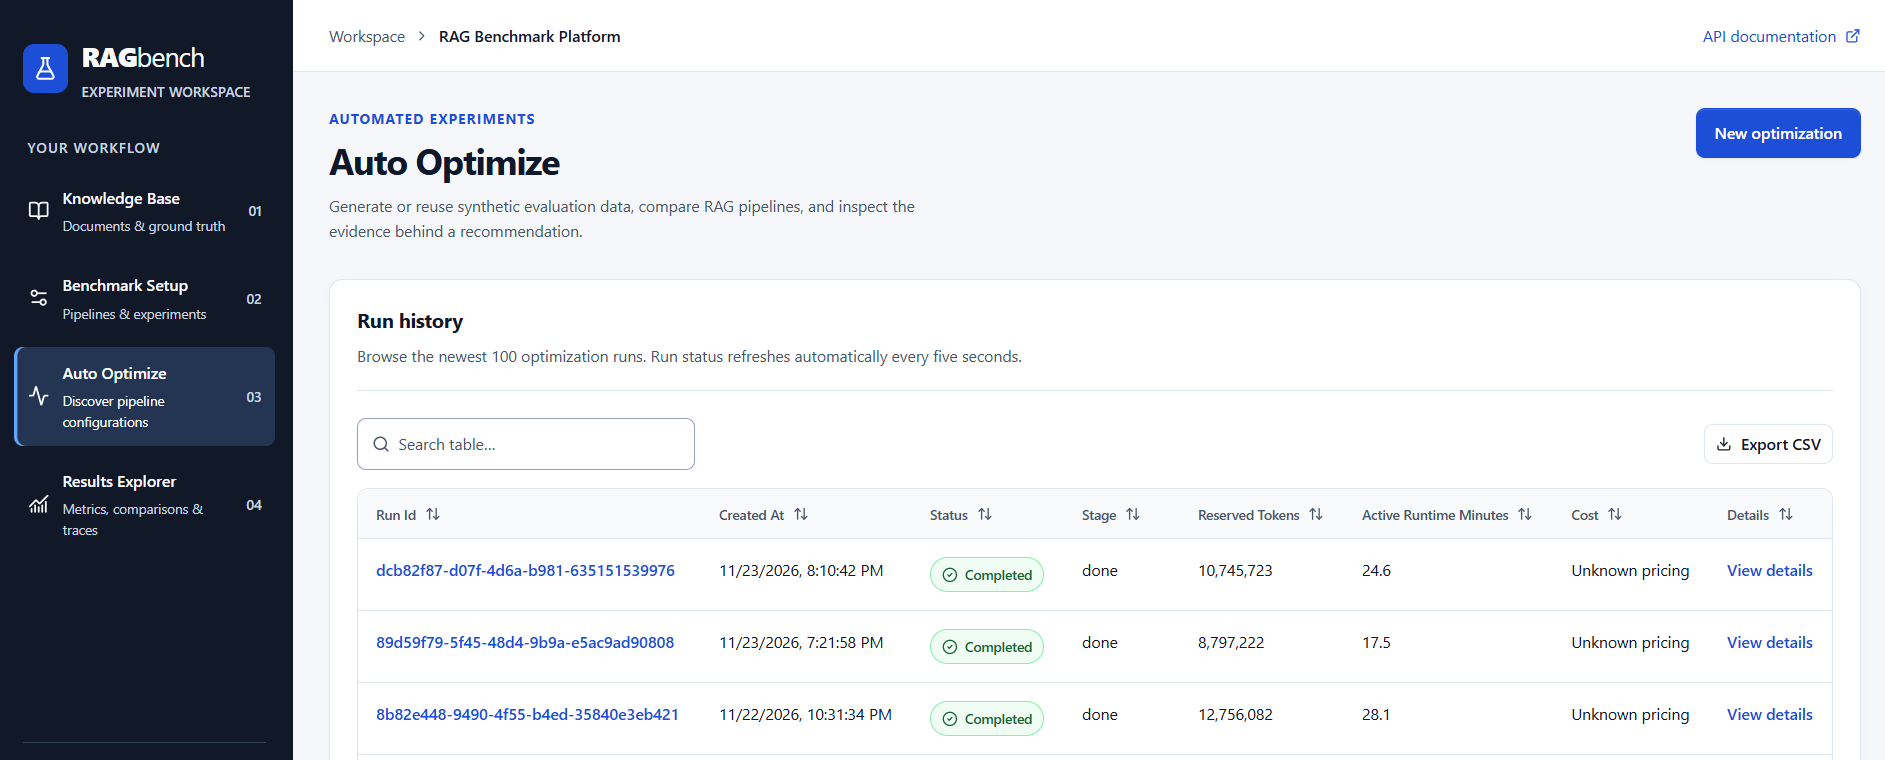 RAGbench
EXPERIMENT WORKSPACE
YOUR WORKFLOW
Knowledge Base
Documents & ground truth
01
Benchmark Setup
Pipelines & experiments
02
Auto Optimize
Discover pipeline
configurations
03
Results Explorer
Metrics, comparisons &
traces
04
Workspace > RAG Benchmark Platform
API documentation
AUTOMATED EXPERIMENTS
Auto Optimize
Generate or reuse synthetic evaluation data, compare RAG pipelines, and inspect the
evidence behind a recommendation.
New optimization
Run history
Browse the newest 100 optimization runs. Run status refreshes automatically every five seconds.
Search table...
Export CSV
Run Id Created At Status Stage Reserved Tokens Active Runtime Minutes Cost Details
dcb82f87-d07f-4d6a-b981-635151539976 11/23/2026, 8:10:42 PM Completed done 10,745,723 24.6 Unknown pricing View details
89d59f79-5f45-48d4-9b9a-e5ac9ad90808 11/23/2026, 7:21:58 PM Completed done 8,797,222 17.5 Unknown pricing View details
8b82e448-9490-4f55-b4ed-35840e3eb421 11/22/2026, 10:31:34 PM Completed done 12,756,082 28.1 Unknown pricing View details